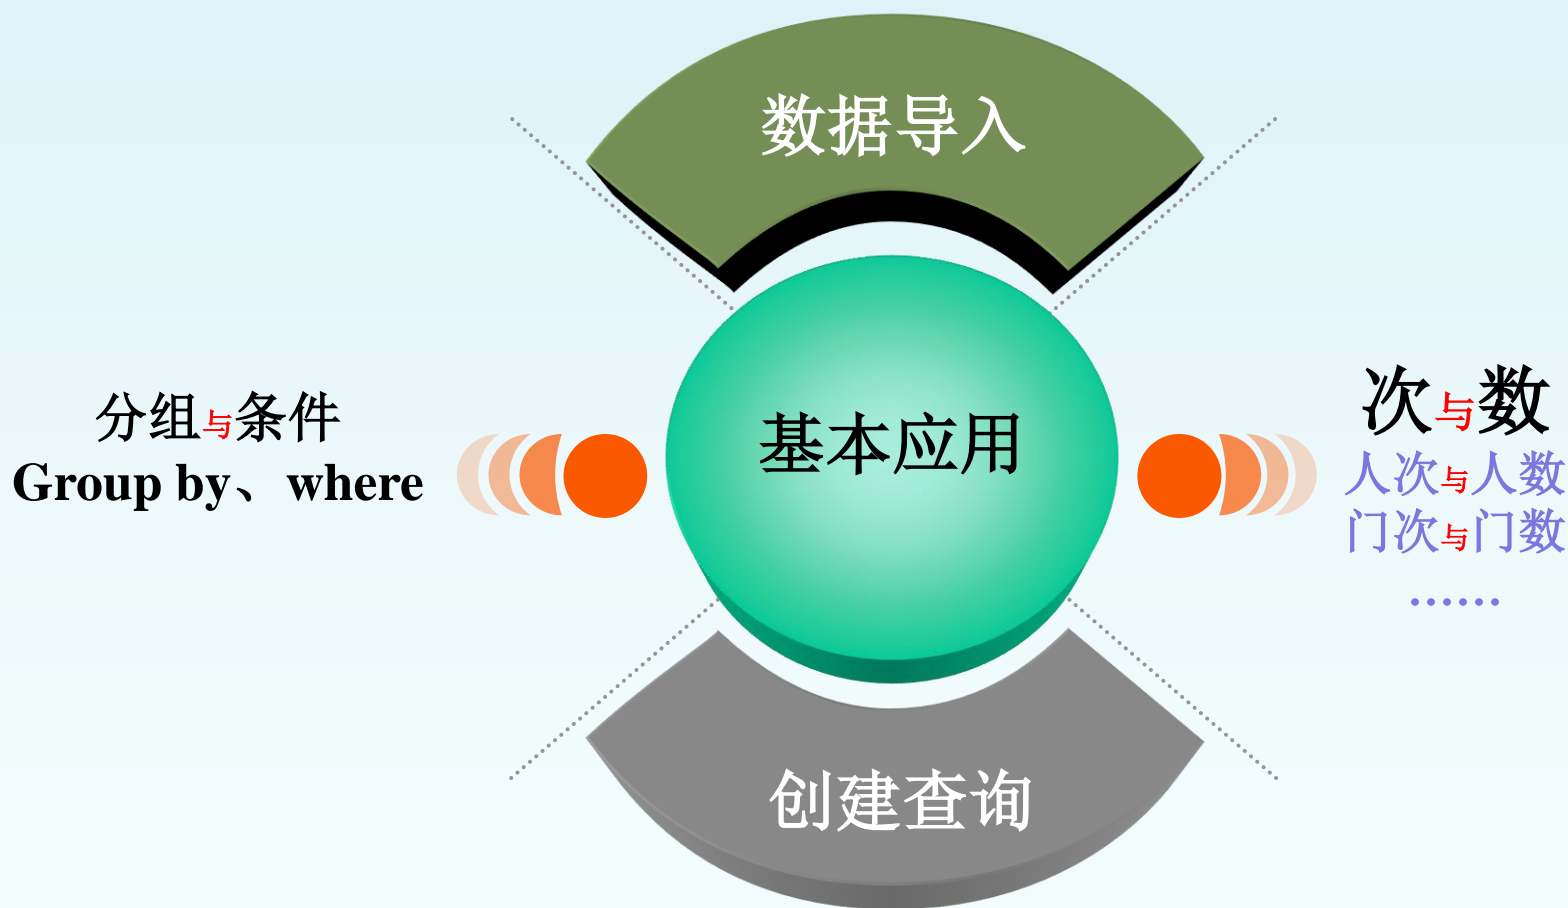 数据导入
分组与条件
Group by、where
基本应用
次与数
人次与人数
门次与门数
……
创建查询